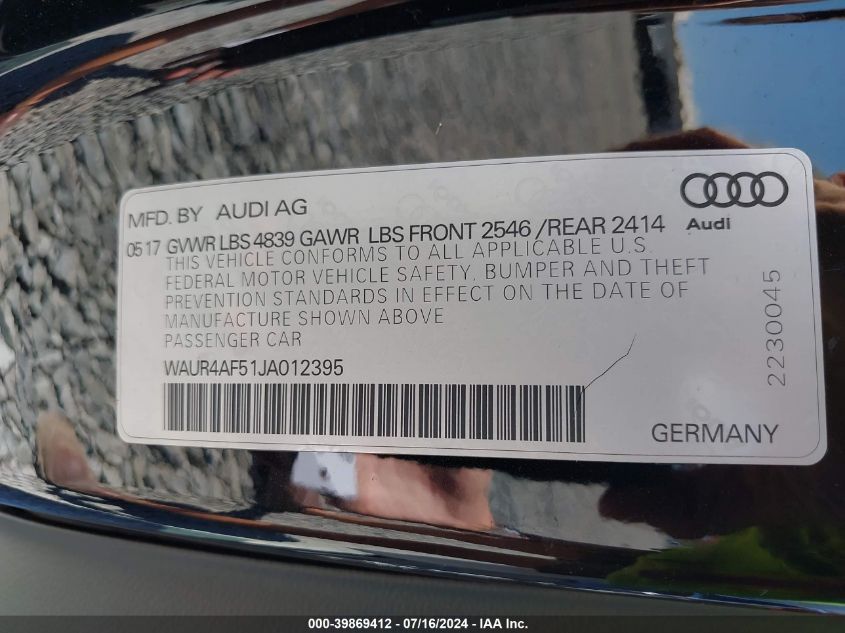 MFD. BY AUDI AG
Audi
0517 GVWR LBS 4839 GAWR LBS FRONT 2546 /REAR 2414
THIS VEHICLE CONFORMS TO ALL APPLICABLE U.S.
FEDERAL MOTOR VEHICLE SAFETY, BUMPER AND THEFT
PREVENTION STANDARDS IN EFFECT ON THE DATE OF
MANUFACTURE SHOWN ABOVE
PASSENGER CAR
WAUR4AF51JA012395
2230045
GERMANY
000-39869412 - 07/16/2024 - IAA Inc.